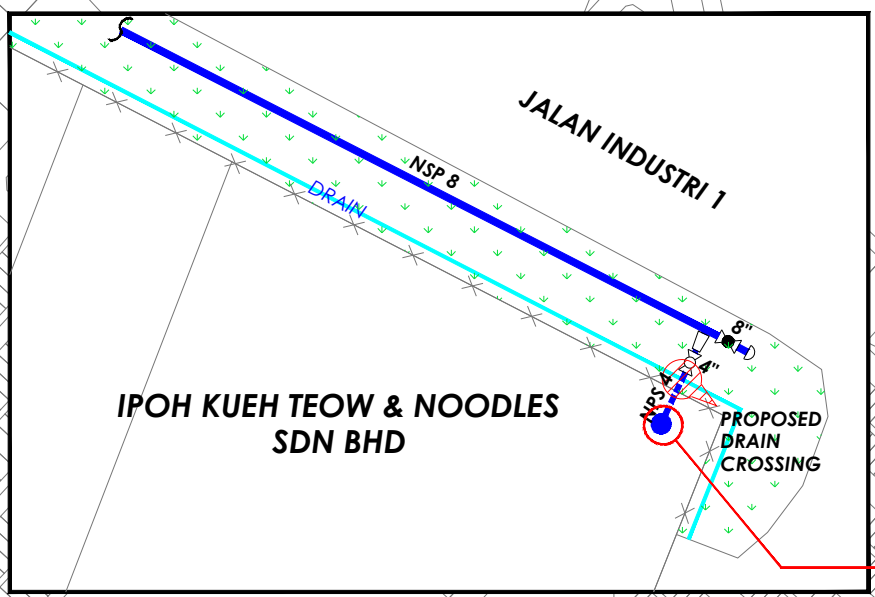 JALAN INDUSTRI 1
NSP 8
DRAIN
8"
4"
NPS 4
IPOH KUEH TEOW & NOODLES
SDN BHD
PROPOSED
DRAIN
CROSSING